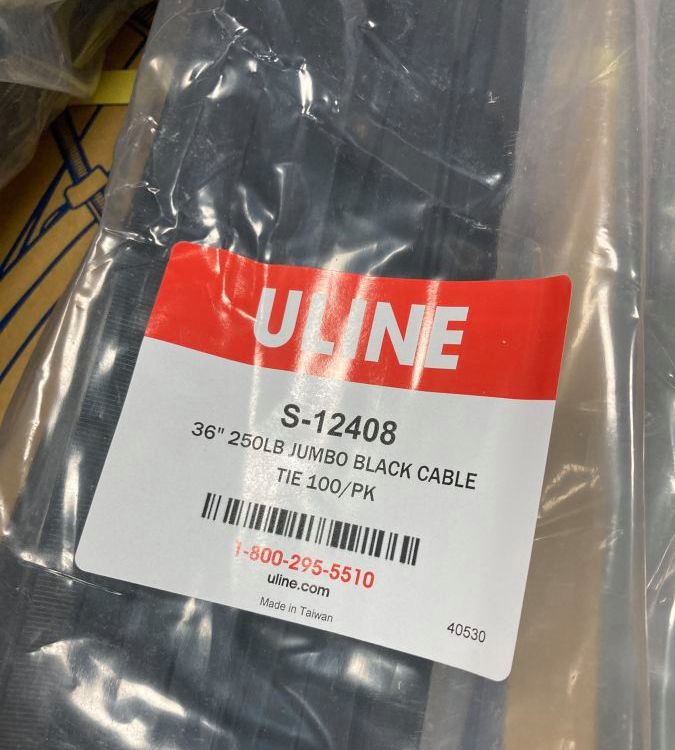 ULINE
S-12408
36" 250LB JUMBO BLACK CABLE
TIE 100/PK
1-800-295-5510
uline.com
Made in Taiwan
40530